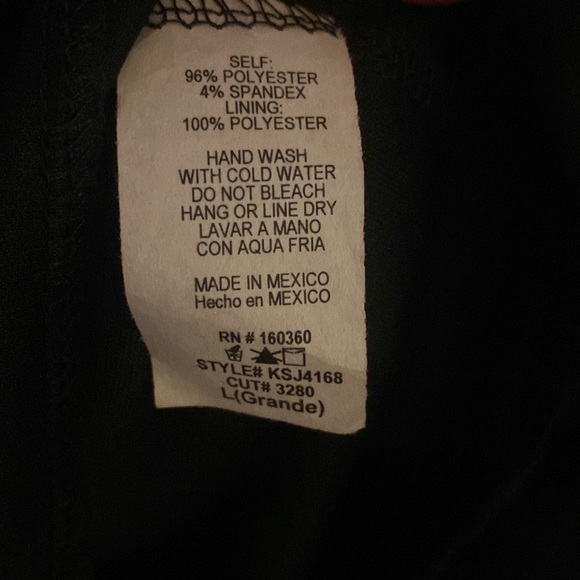 SELF:
96% POLYESTER
4% SPANDEX
LINING:
100% POLYESTER
HAND WASH
WITH COLD WATER
DO NOT BLEACH
HANG OR LINE DRY
LAVAR A MANO
CON AQUA FRIA
MADE IN MEXICO
Hecho en MEXICO
RN # 160360
STYLE# KSJ4168
CUT# 3280
L(Grande)